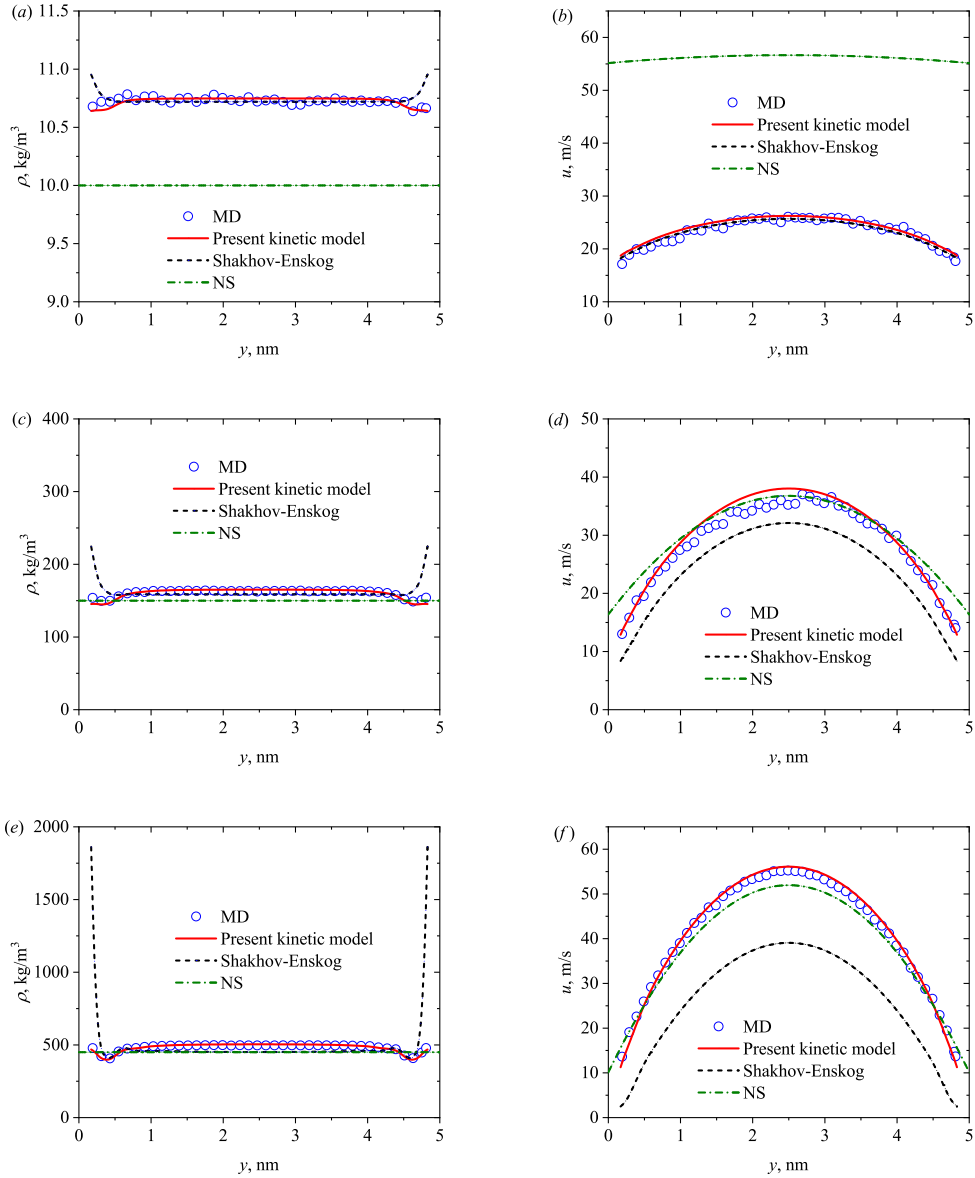 (a)
11.5
11.0
10.5
10.0
9.5
9.0
ρ, kg/m³
MD
Present kinetic model
Shakhov-Enskog
NS
0 1 2 3 4 5
y, nm
(b)
60
50
40
30
20
10
u, m/s
MD
Present kinetic model
Shakhov-Enskog
NS
0 1 2 3 4 5
y, nm
(c)
400
300
200
100
0
ρ, kg/m³
MD
Present kinetic model
Shakhov-Enskog
NS
0 1 2 3 4 5
y, nm
(d)
50
40
30
20
10
0
u, m/s
MD
Present kinetic model
Shakhov-Enskog
NS
0 1 2 3 4 5
y, nm
(e)
2000
1500
1000
500
0
ρ, kg/m³
MD
Present kinetic model
Shakhov-Enskog
NS
0 1 2 3 4 5
y, nm
(f)
60
50
40
30
20
10
0
u, m/s
MD
Present kinetic model
Shakhov-Enskog
NS
0 1 2 3 4 5
y, nm